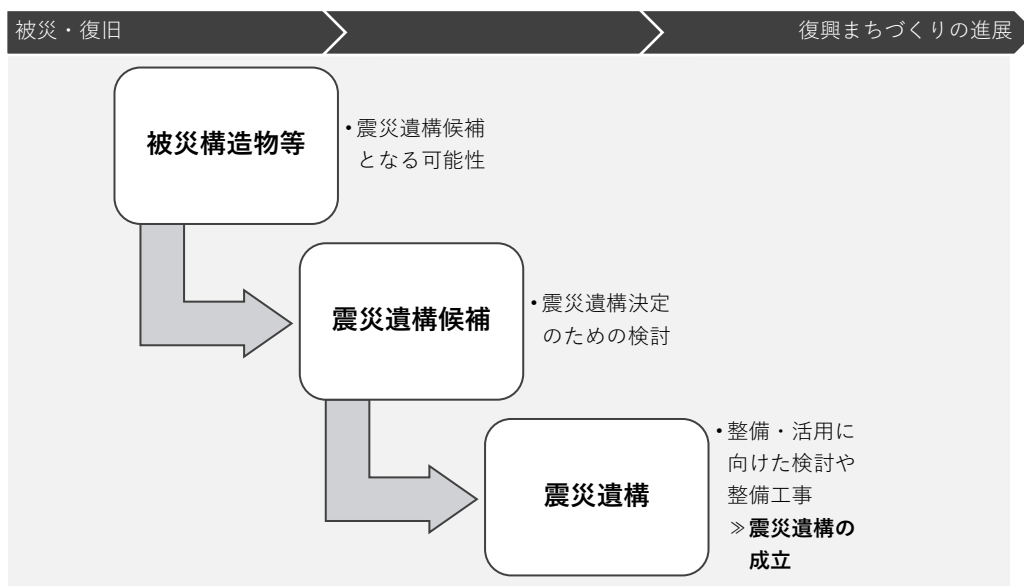 被災・復旧
復興まちづくりの進展
被災構造物等
•震災遺構候補
となる可能性
震災遺構候補
•震災遺構決定
のための検討
震災遺構
•整備・活用に
向けた検討や
整備工事
≫震災遺構の
成立